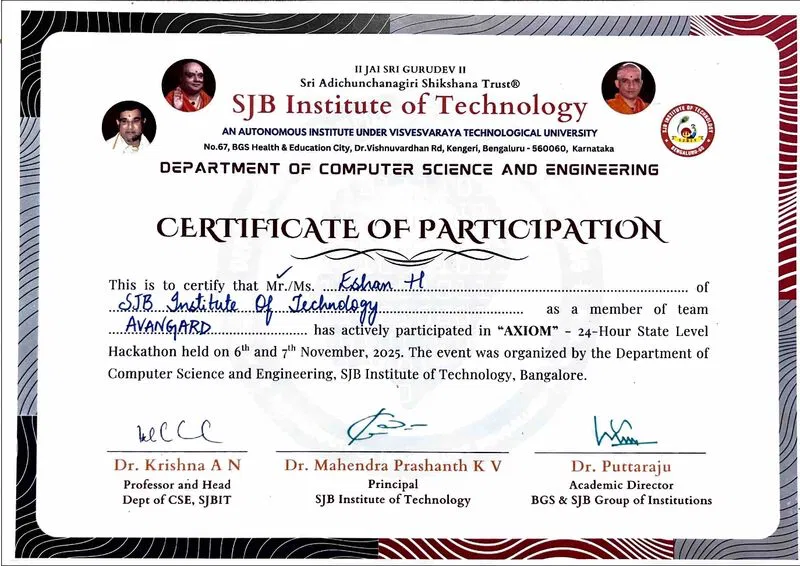 II JAI SRI GURUDEV II
Sri Adichunchanagiri Shikshana Trust®
SJB Institute of Technology
AN AUTONOMOUS INSTITUTE UNDER VISVESVARAYA TECHNOLOGICAL UNIVERSITY
No.67, BGS Health & Education City, Dr.Vishnuvardhan Rd, Kengeri, Bengaluru - 560060, Karnataka
SJB INSTITUTE OF TECHNOLOGY
BENGALURU-60
DEPARTMENT OF COMPUTER SCIENCE AND ENGINEERING
CERTIFICATE OF PARTICIPATION
This is to certify that Mr./Ms. Eshan H of
SJB Institute Of Technology as a member of team
AVANGARD has actively participated in “AXIOM” - 24-Hour State Level
Hackathon held on 6th and 7th November, 2025. The event was organized by the Department of
Computer Science and Engineering, SJB Institute of Technology, Bangalore.
Dr. Krishna A N
Professor and Head
Dept of CSE, SJBIT
Dr. Mahendra Prashanth K V
Principal
SJB Institute of Technology
Dr. Puttaraju
Academic Director
BGS & SJB Group of Institutions